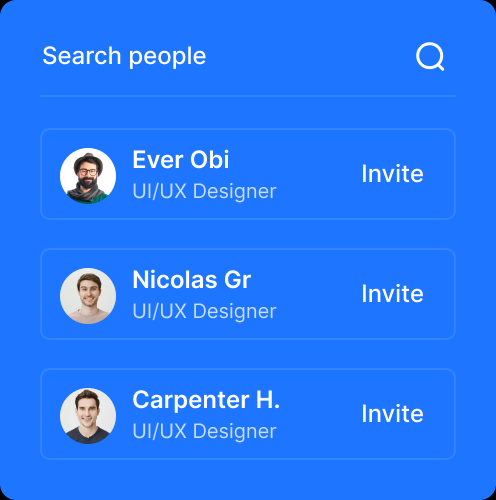 Search people
Ever Obi
UI/UX Designer
Invite
Nicolas Gr
UI/UX Designer
Invite
Carpenter H.
UI/UX Designer
Invite